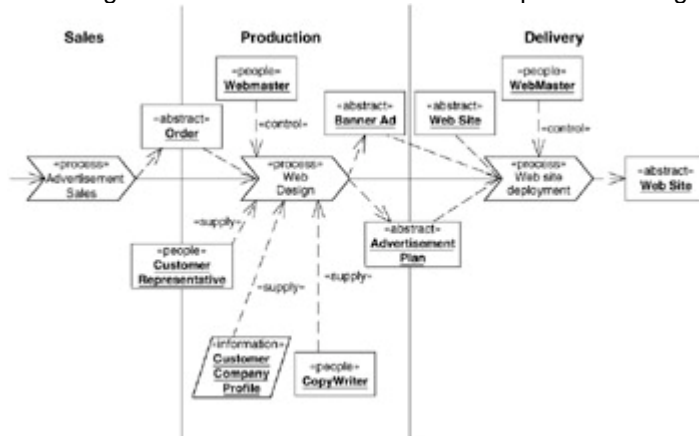 Sales
Production
Delivery
«people»
Webmaster
«people»
WebMaster
«abstract»
Order
«control»
«abstract»
Banner Ad
«abstract»
Web Site
«control»
«process»
Advertisement
Sales
«process»
Web
Design
«process»
Web site
deployment
«abstract»
Web Site
«supply»
«people»
Customer
Representative
«abstract»
Advertisement
Plan
«supply»
«supply»
«information»
Customer
Company
Profile
«people»
CopyWriter